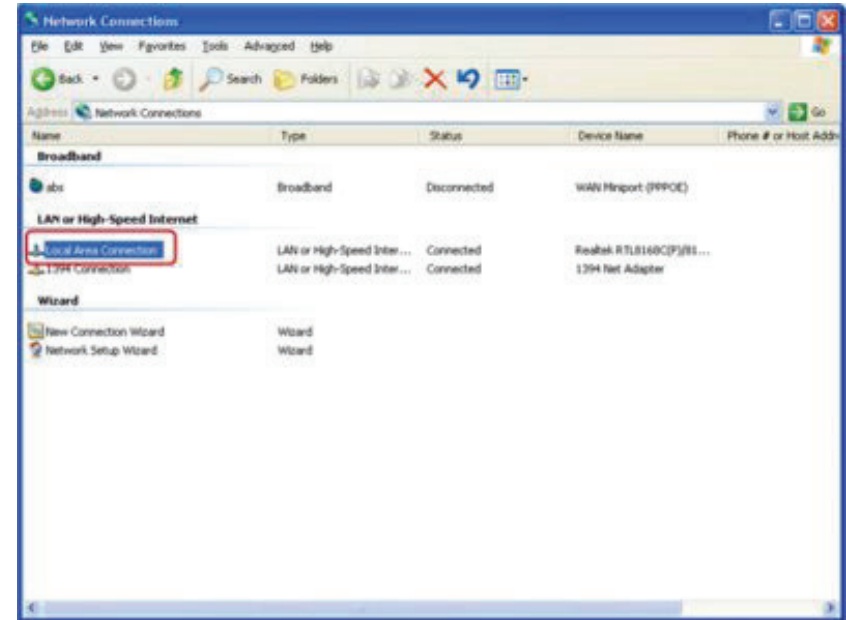 Network Connections
File Edit View Favorites Tools Advanced Help
Back Search Folders
Address Network Connections Go
Name Type Status Device Name Phone # or Host Addre
Broadband
abs Broadband Disconnected WAN Miniport (PPPOE)
LAN or High-Speed Internet
Local Area Connection LAN or High-Speed Inter... Connected Realtek RTL8168C(P)/81...
1394 Connection LAN or High-Speed Inter... Connected 1394 Net Adapter
Wizard
New Connection Wizard Wizard
Network Setup Wizard Wizard